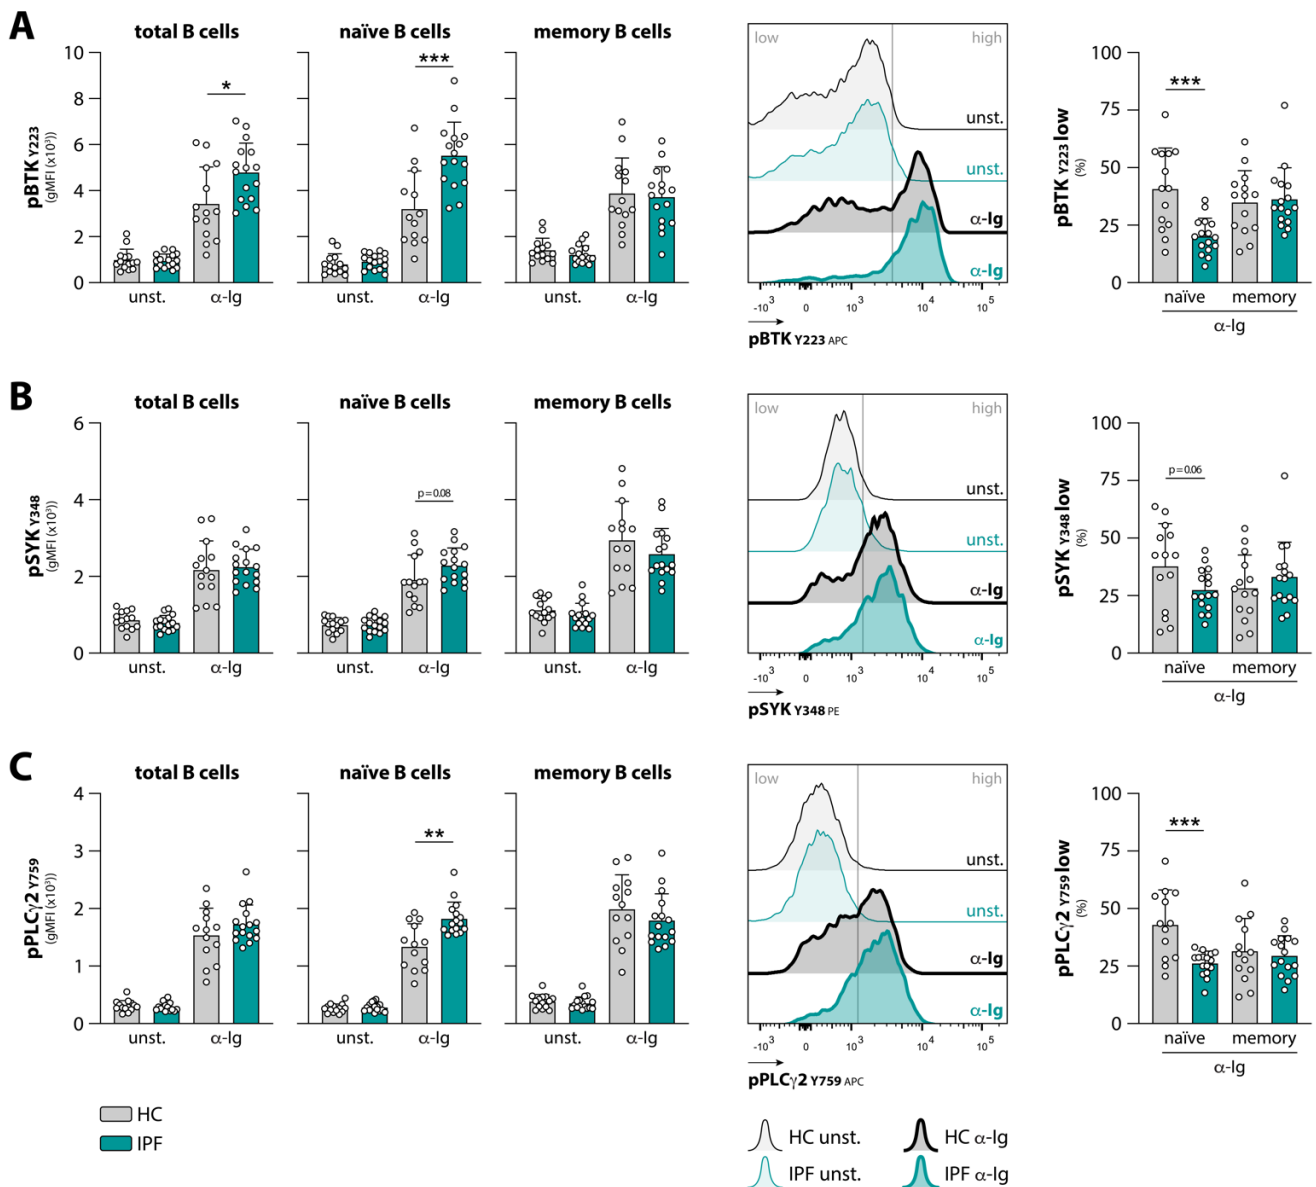 A
total B cells
naïve B cells
memory B cells
pBTK Y223
(gMFI (x10³))
10
8
6
4
2
0
*
***
unst.
α-Ig
unst.
α-Ig
unst.
α-Ig
low
high
unst.
unst.
α-Ig
α-Ig
-10³ 0 10³ 10⁴ 10⁵
pBTK Y223 APC
pBTK Y223 low
(%)
100
75
50
25
0
***
naïve memory
α-Ig
B
total B cells
naïve B cells
memory B cells
pSYK Y348
(gMFI (x10³))
6
4
2
0
p = 0.08
unst.
α-Ig
unst.
α-Ig
unst.
α-Ig
low
high
unst.
unst.
α-Ig
α-Ig
-10³ 0 10³ 10⁴ 10⁵
pSYK Y348 PE
pSYK Y348 low
(%)
100
75
50
25
0
p = 0.06
naïve memory
α-Ig
C
total B cells
naïve B cells
memory B cells
pPLCγ2 Y759
(gMFI (x10³))
4
3
2
1
0
**
unst.
α-Ig
unst.
α-Ig
unst.
α-Ig
low
high
unst.
unst.
α-Ig
α-Ig
-10³ 0 10³ 10⁴ 10⁵
pPLCγ2 Y759 APC
pPLCγ2 Y759 low
(%)
100
75
50
25
0
***
naïve memory
α-Ig
HC
IPF
HC unst.
HC α-Ig
IPF unst.
IPF α-Ig